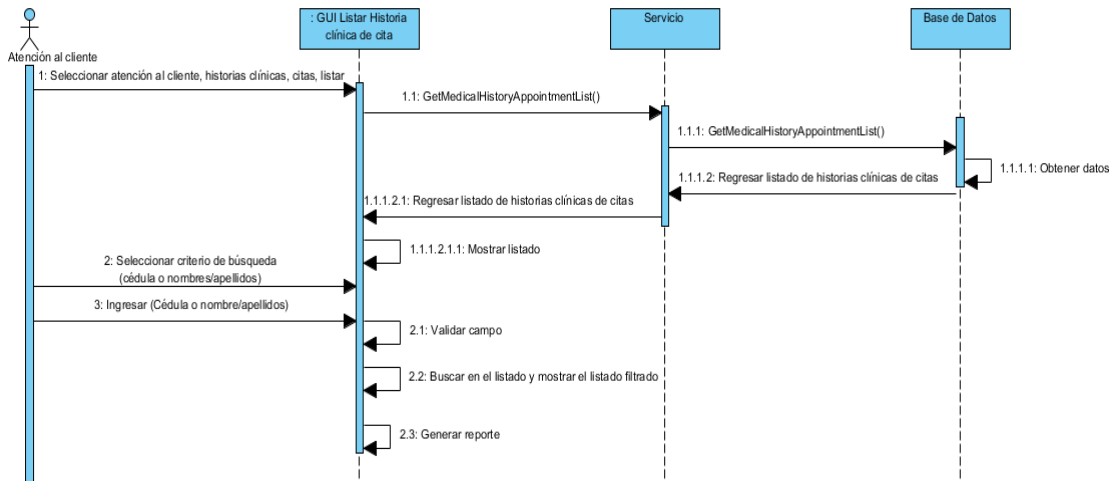 : GUI Listar Historia
clínica de cita
Servicio
Base de Datos
Atención al cliente
1: Seleccionar atención al cliente, historias clínicas, citas, listar
1.1: GetMedicalHistoryAppointmentList()
1.1.1: GetMedicalHistoryAppointmentList()
1.1.1.1: Obtener datos
1.1.1.2: Regresar listado de historias clínicas de citas
1.1.1.2.1: Regresar listado de historias clínicas de citas
1.1.1.2.1.1: Mostrar listado
2: Seleccionar criterio de búsqueda
(cédula o nombres/apellidos)
3: Ingresar (Cédula o nombre/apellidos)
2.1: Validar campo
2.2: Buscar en el listado y mostrar el listado filtrado
2.3: Generar reporte